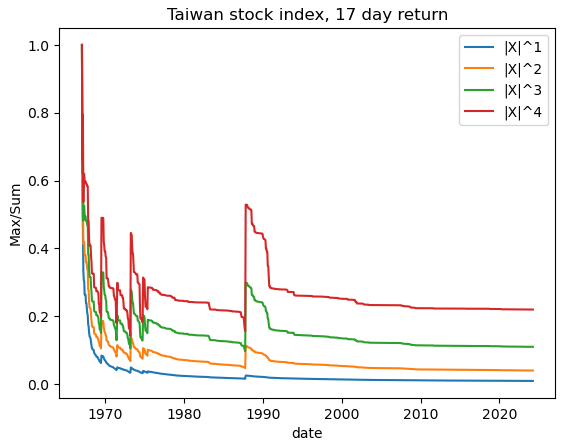 Taiwan stock index, 17 day return
|X|^1
|X|^2
|X|^3
|X|^4
Max/Sum
1.0
0.8
0.6
0.4
0.2
0.0
1970 1980 1990 2000 2010 2020
date